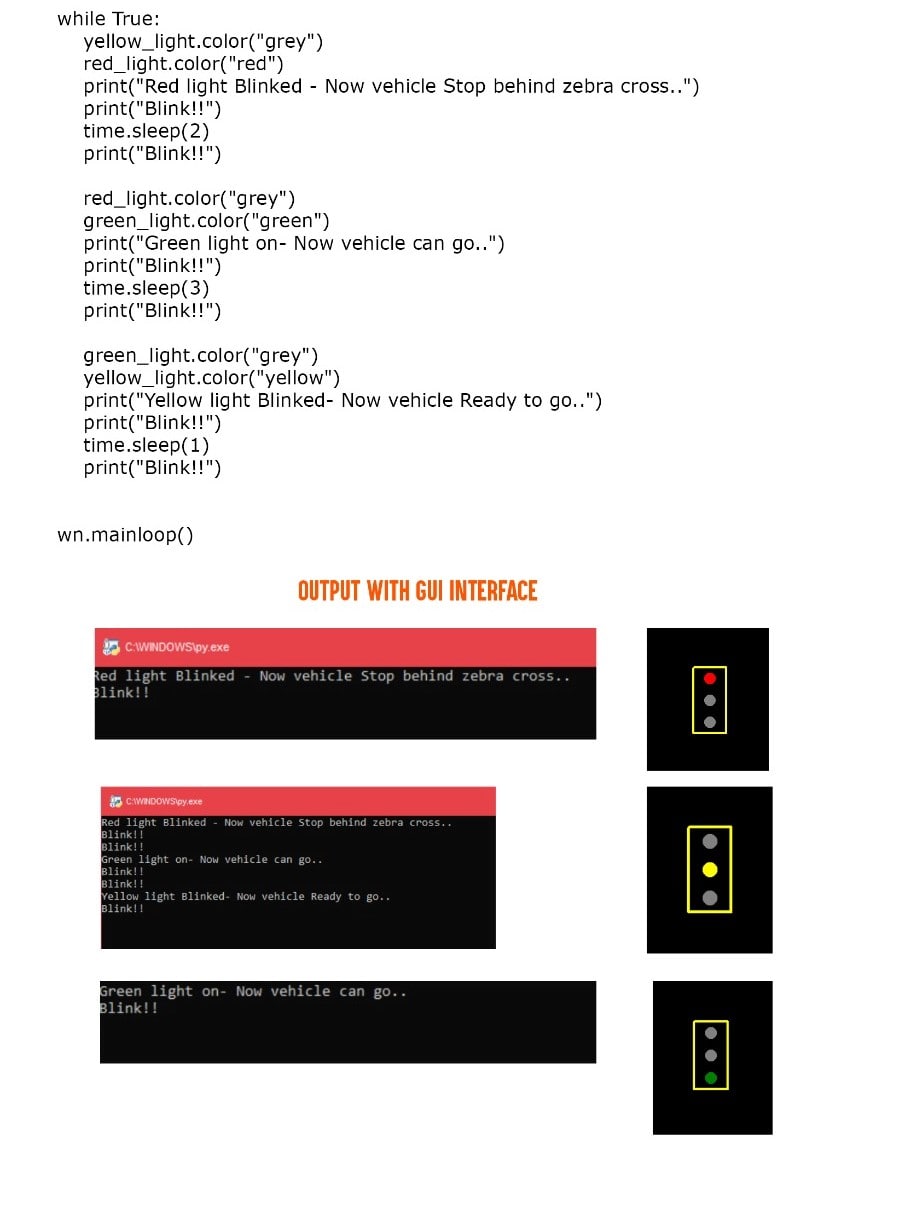 while True:
    yellow_light.color("grey")
    red_light.color("red")
    print("Red light Blinked - Now vehicle Stop behind zebra cross..")
    print("Blink!!")
    time.sleep(2)
    print("Blink!!")

    red_light.color("grey")
    green_light.color("green")
    print("Green light on- Now vehicle can go..")
    print("Blink!!")
    time.sleep(3)
    print("Blink!!")

    green_light.color("grey")
    yellow_light.color("yellow")
    print("Yellow light Blinked- Now vehicle Ready to go..")
    print("Blink!!")
    time.sleep(1)
    print("Blink!!")

wn.mainloop()
OUTPUT WITH GUI INTERFACE
C:\WINDOWS\py.exe
Red light Blinked - Now vehicle Stop behind zebra cross..
Blink!!
C:\WINDOWS\py.exe
Red light Blinked - Now vehicle Stop behind zebra cross..
Blink!!
Blink!!
Green light on- Now vehicle can go..
Blink!!
Blink!!
Yellow light Blinked- Now vehicle Ready to go..
Blink!!
Green light on- Now vehicle can go..
Blink!!